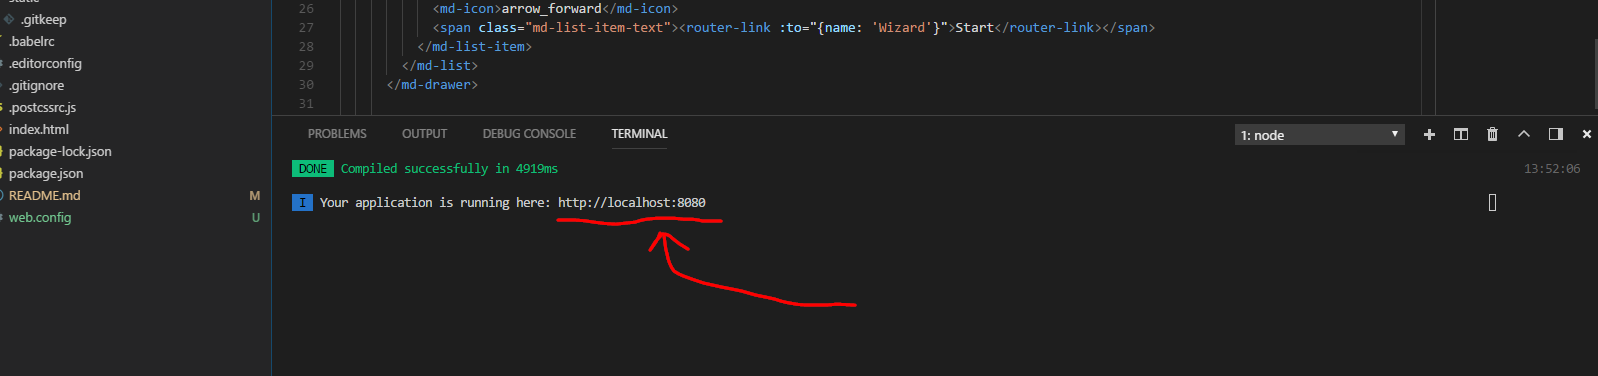 static
.gitkeep
.babelrc
.editorconfig
.gitignore
.postcssrc.js
index.html
package-lock.json
package.json
README.md M
web.config U
26 <md-icon>arrow_forward</md-icon>
27 <span class="md-list-item-text"><router-link :to="{name: 'Wizard'}">Start</router-link></span>
28 </md-list-item>
29 </md-list>
30 </md-drawer>
31
PROBLEMS OUTPUT DEBUG CONSOLE TERMINAL 1: node
DONE Compiled successfully in 4919ms 13:52:06
I Your application is running here: http://localhost:8080